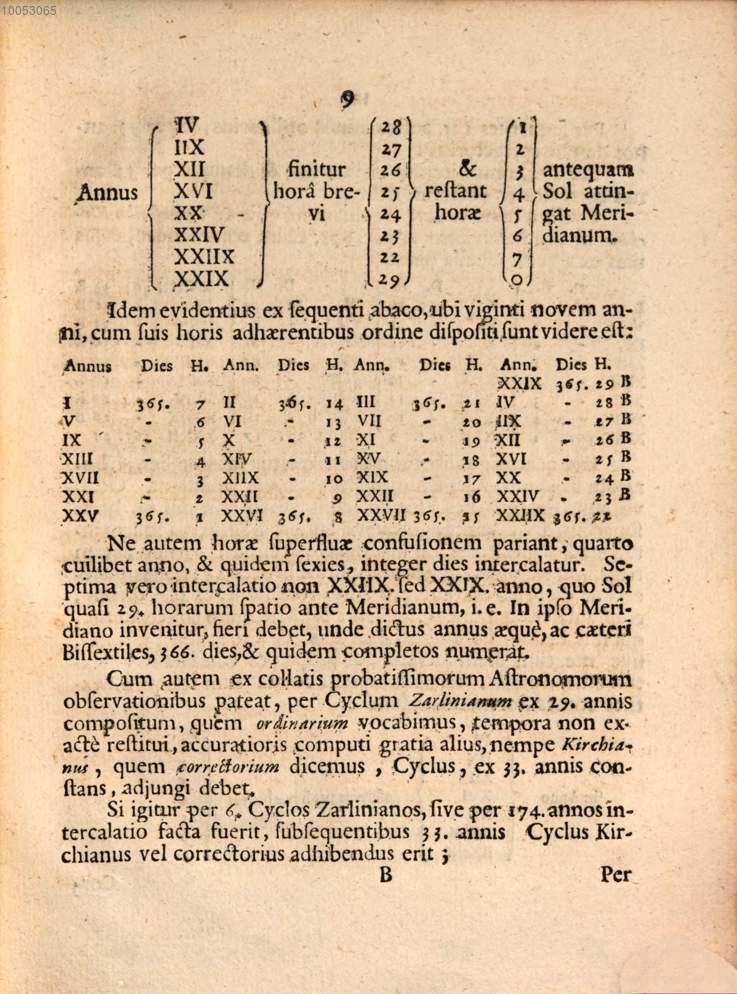 10053065
9
IV 28 1
IIX 27 2
XII finitur 26 & 3 antequam
Annus XVI horâ bre- 25 reſtant 4 Sol attin-
XX - vi 24 horæ 5 gat Meri-
XXIV 23 6 dianum.
XXIIX 22 7
XXIX 29 0
Idem evidentius ex ſequenti abaco, ubi viginti novem an-
ni, cum ſuis horis adhærentibus ordine diſpoſiti ſunt videre eſt:
Annus Dies H. Ann. Dies H. Ann. Dies H. Ann. Dies H.
XXIX 365. 29 B
I 365. 7 II 365. 14 III 365. 21 IV - 28 B
V - 6 VI - 13 VII - 20 IIX - 27 B
IX - 5 X - 12 XI - 19 XII - 26 B
XIII - 4 XIV - 11 XV - 18 XVI - 25 B
XVII - 3 XIIX - 10 XIX - 17 XX - 24 B
XXI - 2 XXII - 9 XXII - 16 XXIV - 23 B
XXV 365. 1 XXVI 365. 8 XXVII 365. 15 XXIIX 365. 22
Ne autem horæ ſuperfluæ confuſionem pariant, quarto
cuilibet anno, & quidem ſexies, integer dies intercalatur. Se-
ptima vero intercalatio non XXIIX. ſed XXIX. anno, quo Sol
quaſi 29. horarum ſpatio ante Meridianum, i. e. In ipſo Meri-
diano invenitur, fieri debet, unde dictus annus æquè, ac cæteri
Biſſextiles, 366. dies, & quidem completos numerat.
Cum autem ex collatis probatiſſimorum Aſtronomorum
obſervationibus pateat, per Cyclum Zarlinianum ex 29. annis
compoſitum, quem ordinarium vocabimus, tempora non ex-
actè reſtitui, accuratioris computi gratia alius, nempe Kirchia-
nus, quem correctorium dicemus, Cyclus, ex 33. annis con-
ſtans, adjungi debet.
Si igitur per 6. Cyclos Zarlinianos, ſive per 174. annos in-
tercalatio facta fuerit, ſubſequentibus 33. annis Cyclus Kir-
chianus vel correctorius adhibendus erit;
B Per